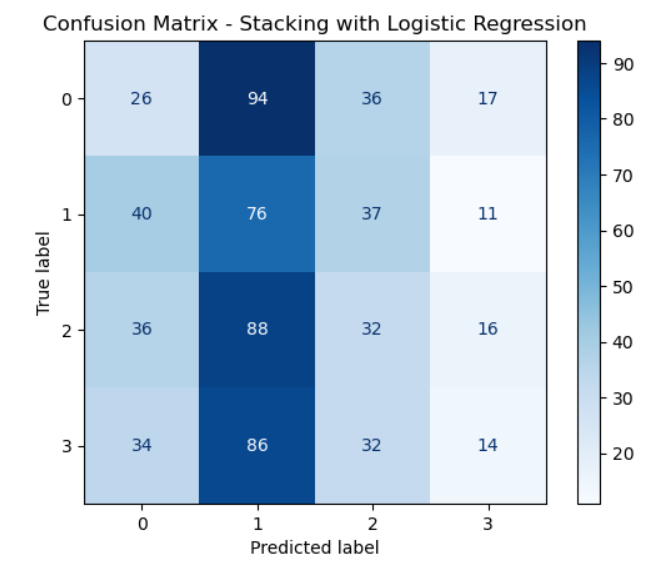 Confusion Matrix - Stacking with Logistic Regression
0 26 94 36 17
1 40 76 37 11
2 36 88 32 16
3 34 86 32 14
0 1 2 3
Predicted label
True label
90
80
70
60
50
40
30
20